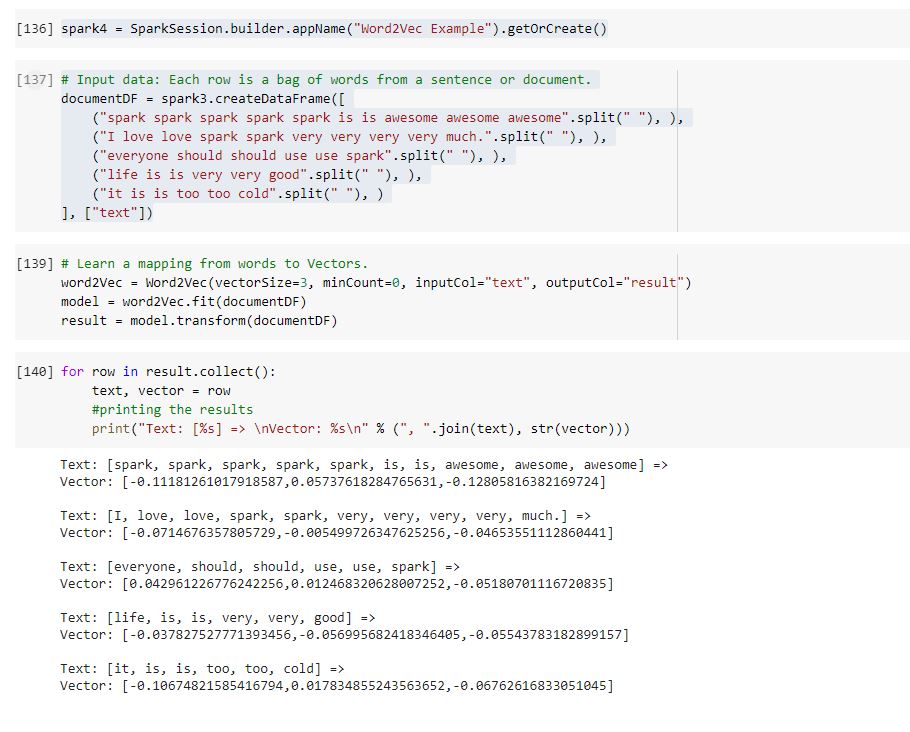 [136] spark4 = SparkSession.builder.appName("Word2Vec Example").getOrCreate()
[137] # Input data: Each row is a bag of words from a sentence or document.
documentDF = spark3.createDataFrame([
("spark spark spark spark spark is is awesome awesome awesome".split(" "), ),
("I love love spark spark very very very very much.".split(" "), ),
("everyone should should use use spark".split(" "), ),
("life is is very very good".split(" "), ),
("it is is too too cold".split(" "), )
], ["text"])
[139] # Learn a mapping from words to Vectors.
word2Vec = Word2Vec(vectorSize=3, minCount=0, inputCol="text", outputCol="result")
model = word2Vec.fit(documentDF)
result = model.transform(documentDF)
[140] for row in result.collect():
text, vector = row
#printing the results
print("Text: [%s] => \nVector: %s\n" % (", ".join(text), str(vector)))
Text: [spark, spark, spark, spark, spark, is, is, awesome, awesome, awesome] =>
Vector: [-0.11181261017918587,0.05737618284765631,-0.12805816382169724]
Text: [I, love, love, spark, spark, very, very, very, very, much.] =>
Vector: [-0.0714676357805729,-0.005499726347625256,-0.04653551112860441]
Text: [everyone, should, should, use, use, spark] =>
Vector: [0.042961226776242256,0.012468320628007252,-0.05180701116720835]
Text: [life, is, is, very, very, good] =>
Vector: [-0.037827527771393456,-0.056995682418346405,-0.05543783182899157]
Text: [it, is, is, too, too, cold] =>
Vector: [-0.10674821585416794,0.017834855243563652,-0.06762616833051045]